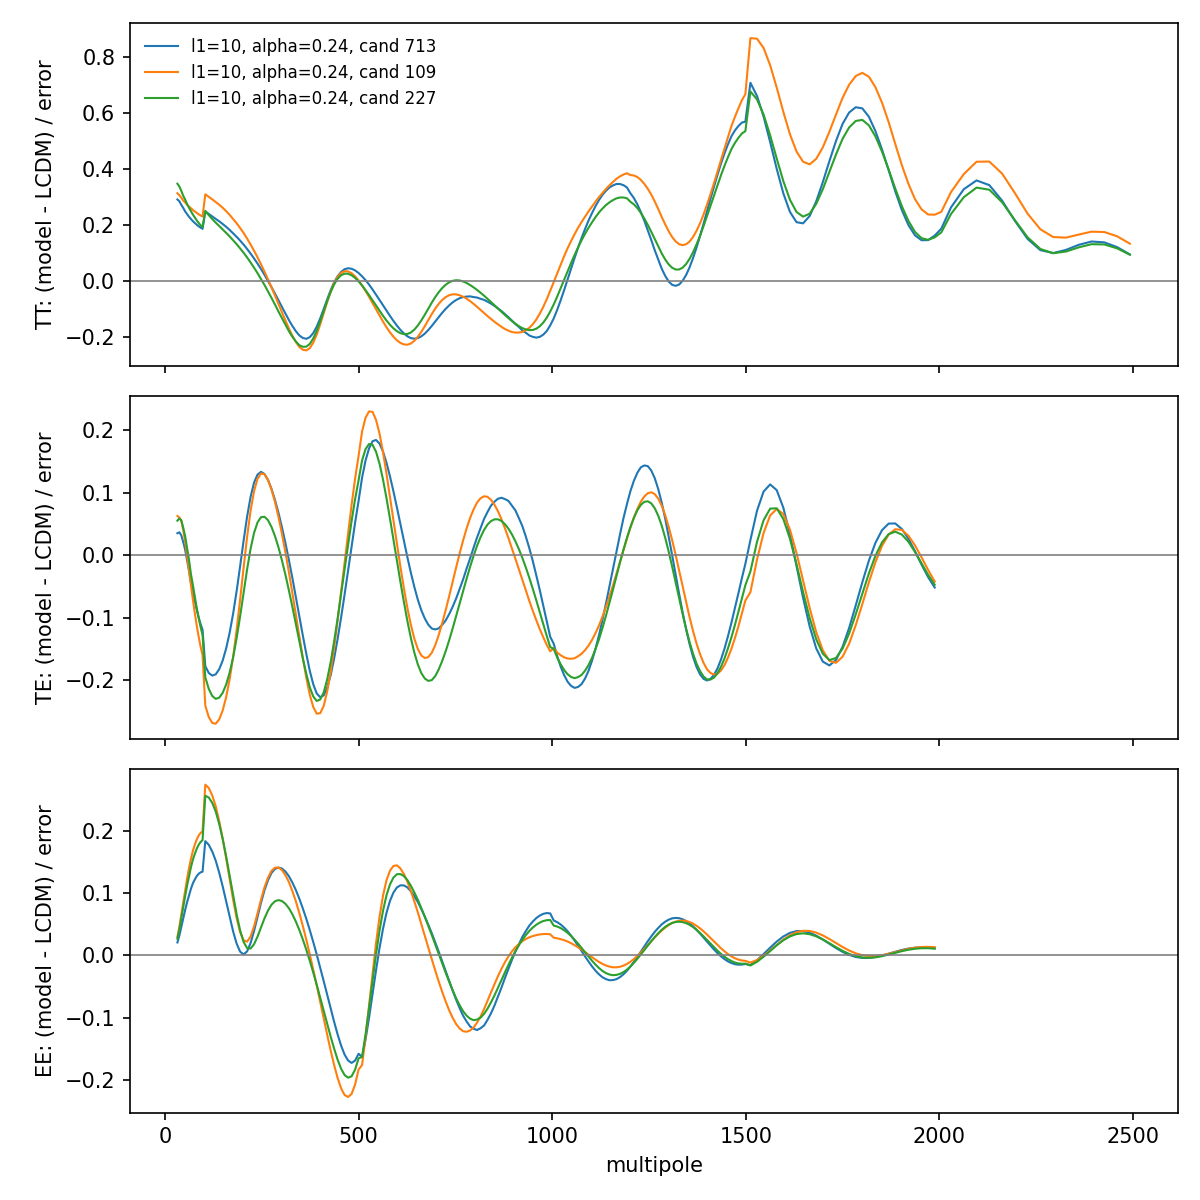 TT: (model - LCDM) / error
0.8
0.6
0.4
0.2
0.0
−0.2
l1=10, alpha=0.24, cand 713
l1=10, alpha=0.24, cand 109
l1=10, alpha=0.24, cand 227
TE: (model - LCDM) / error
0.2
0.1
0.0
−0.1
−0.2
EE: (model - LCDM) / error
0.2
0.1
0.0
−0.1
−0.2
0 500 1000 1500 2000 2500
multipole